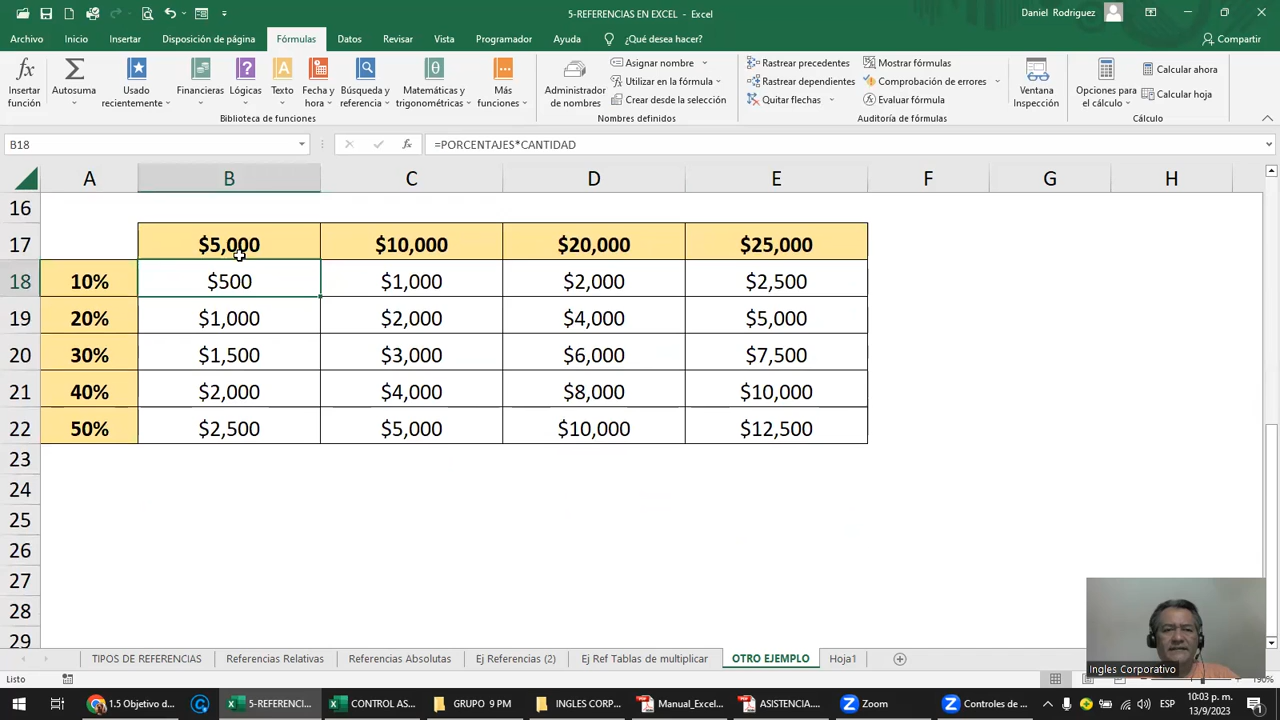 5-REFERENCIAS EN EXCEL - Excel
Daniel Rodriguez
Archivo Inicio Insertar Disposición de página Fórmulas Datos Revisar Vista Programador Ayuda ¿Qué desea hacer? Compartir
Insertar función
Autosuma
Usado recientemente
Financieras
Lógicas
Texto
Fecha y hora
Búsqueda y referencia
Matemáticas y trigonométricas
Más funciones
Biblioteca de funciones
Administrador de nombres
Asignar nombre
Utilizar en la fórmula
Crear desde la selección
Nombres definidos
Rastrear precedentes
Rastrear dependientes
Quitar flechas
Mostrar fórmulas
Comprobación de errores
Evaluar fórmula
Auditoría de fórmulas
Ventana Inspección
Opciones para el cálculo
Calcular ahora
Calcular hoja
Cálculo
B18 fx =PORCENTAJES*CANTIDAD
A B C D E F G H
16
17 $5,000 $10,000 $20,000 $25,000
18 10% $500 $1,000 $2,000 $2,500
19 20% $1,000 $2,000 $4,000 $5,000
20 30% $1,500 $3,000 $6,000 $7,500
21 40% $2,000 $4,000 $8,000 $10,000
22 50% $2,500 $5,000 $10,000 $12,500
23
24
25
26
27
28
29
Ingles Corporativo
TIPOS DE REFERENCIAS Referencias Relativas Referencias Absolutas Ej Referencias (2) Ej Ref Tablas de multiplicar OTRO EJEMPLO Hoja1
Listo
190%
1.5 Objetivo d... 5-REFERENCI... CONTROL AS... GRUPO 9 PM INGLES CORP... Manual_Exce... ASISTENCIA.... Zoom Controles de ... ESP
10:03 p. m.
13/9/2023